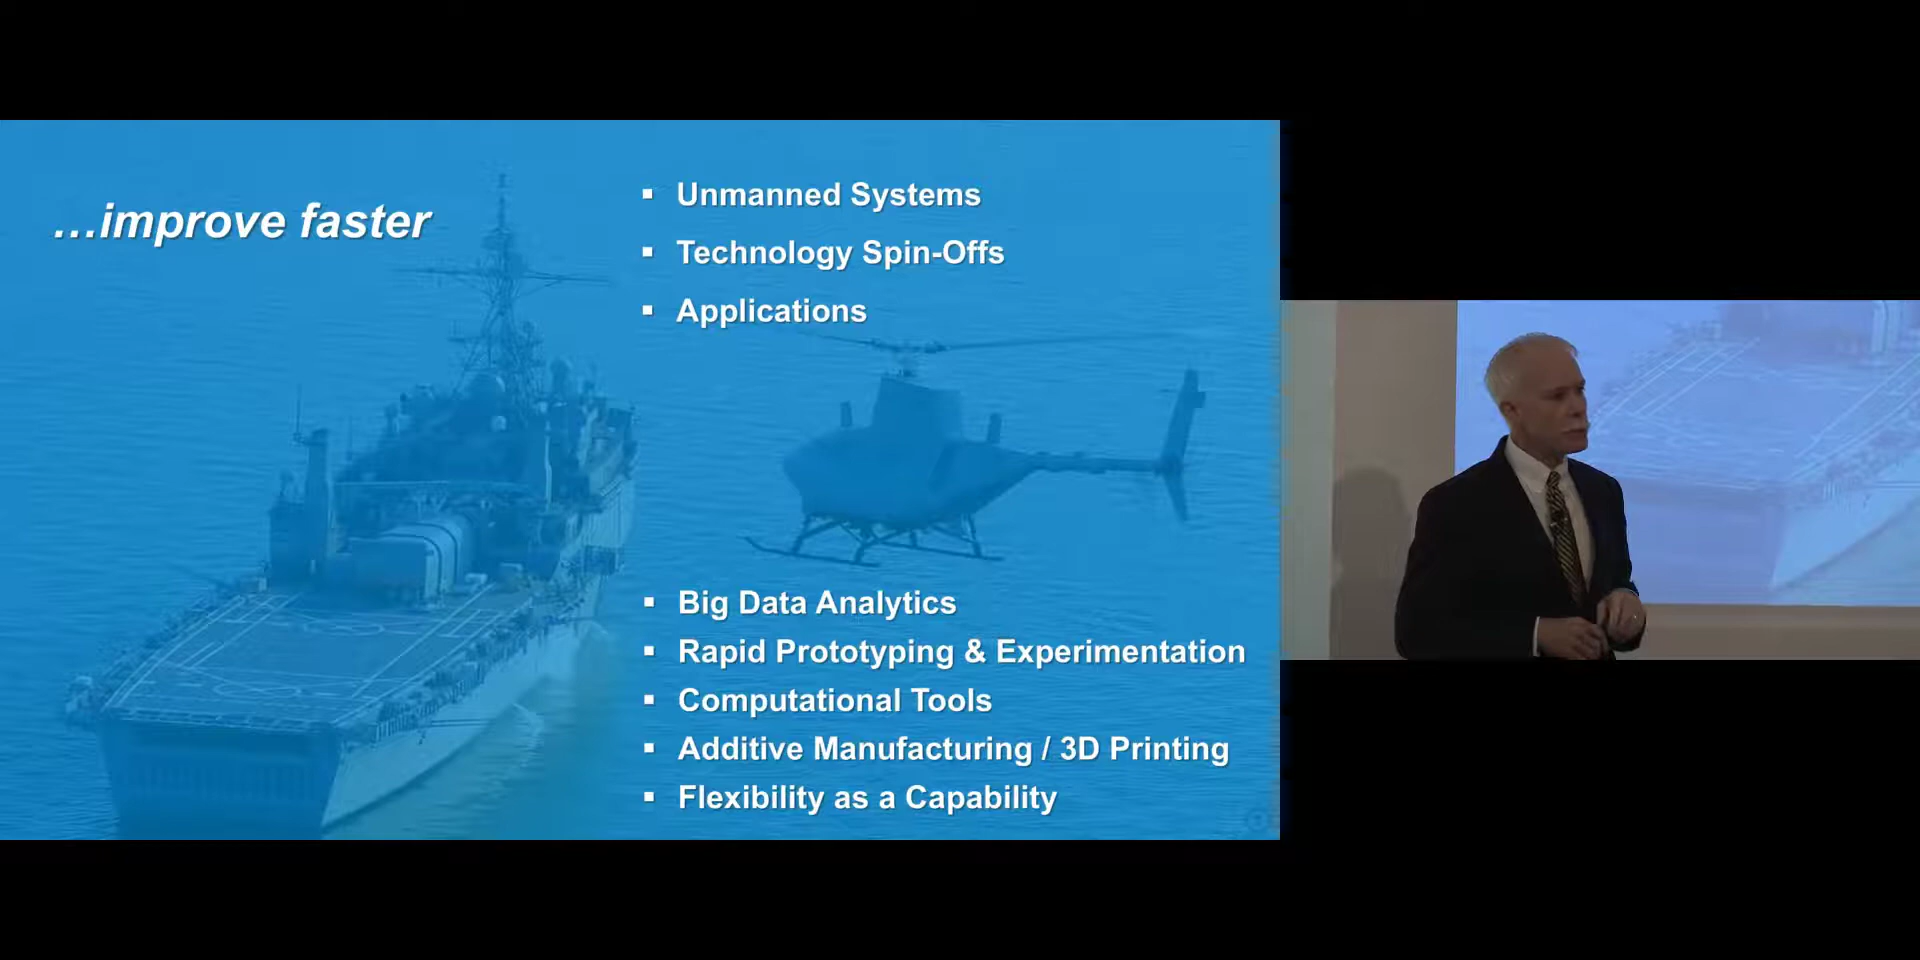 ...improve faster
▪ Unmanned Systems
▪ Technology Spin-Offs
▪ Applications
▪ Big Data Analytics
▪ Rapid Prototyping & Experimentation
▪ Computational Tools
▪ Additive Manufacturing / 3D Printing
▪ Flexibility as a Capability